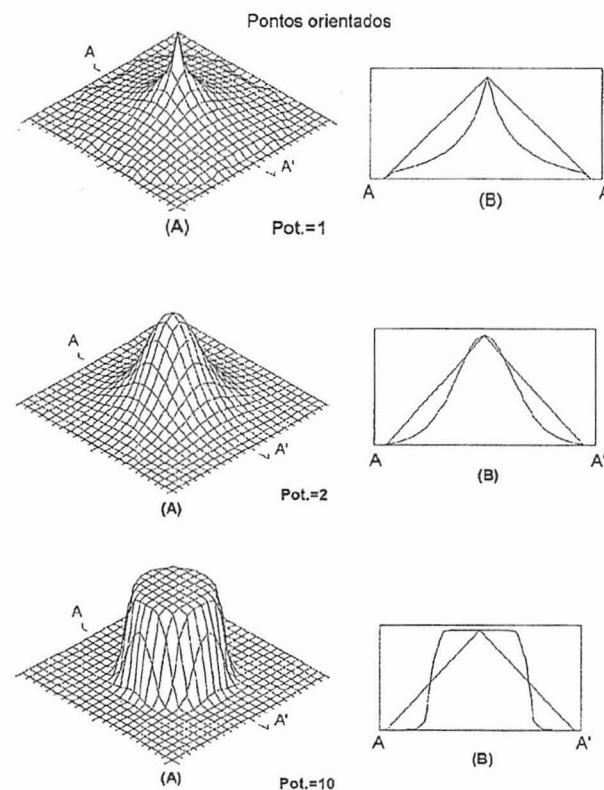 Pontos orientados
A
A'
(A)
Pot.=1
A
(B)
A
A
A'
(A)
Pot.=2
A
A'
(B)
A
A'
(A)
Pot.=10
A
A'
(B)